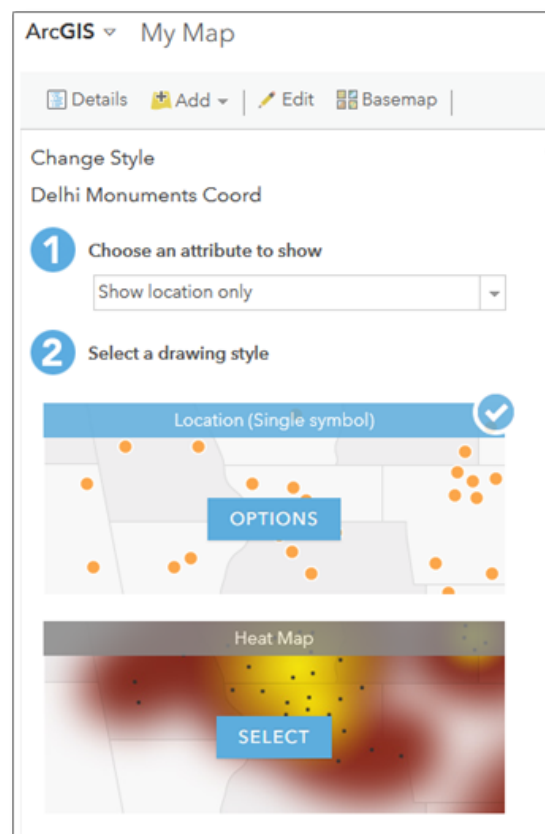 ArcGIS My Map
Details Add Edit Basemap
Change Style
Delhi Monuments Coord
1 Choose an attribute to show
Show location only
2 Select a drawing style
Location (Single symbol)
OPTIONS
Heat Map
SELECT